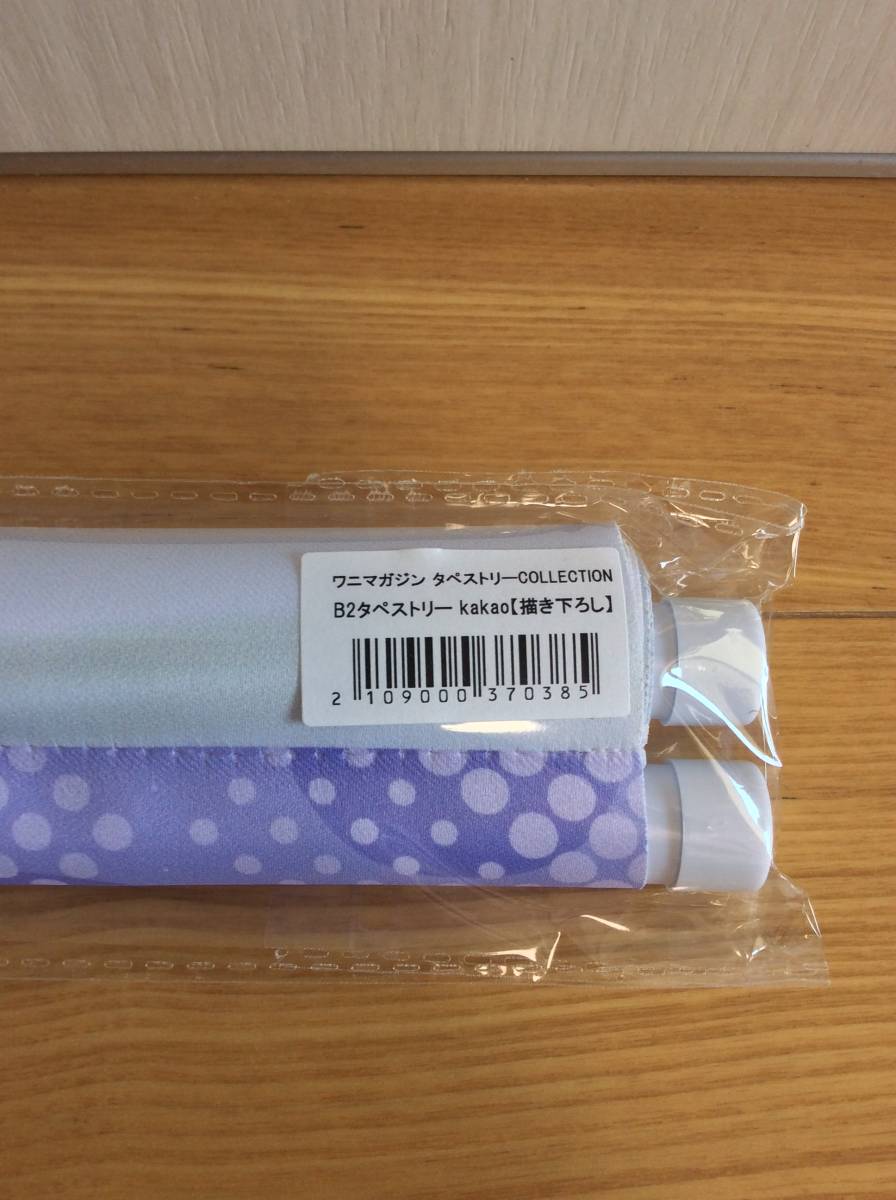 ワニマガジン タペストリーCOLLECTION
B2タペストリー kakao【描き下ろし】
2 109000 370385